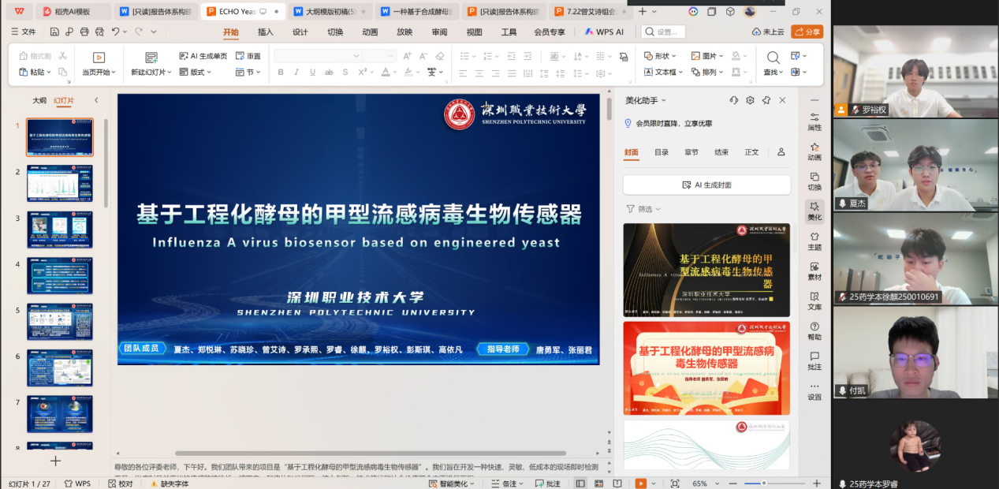 稻壳AI模板
[只读]报告体系构建
ECHO Yeas
大纲模版初稿(5)
一种基于合成酵母
[只读]报告体系构建
7.22曾艾诗组会
文件
开始
插入
设计
切换
动画
放映
审阅
视图
工具
会员专享
WPS AI
设置...
未上云
分享
格式刷
粘贴
当页开始
新建幻灯片
AI 生成单页
版式
重置
节
形状
图片
文本框
排列
查找
大纲
幻灯片
1
2
3
4
5
6
7
8
深圳職業技術大學
SHENZHEN POLYTECHNIC UNIVERSITY
基于工程化酵母的甲型流感病毒生物传感器
Influenza A virus biosensor based on engineered yeast
深圳职业技术大学
SHENZHEN POLYTECHNIC UNIVERSITY
团队成员
夏杰、郑悦琳、苏晓珍、曾艾诗、罗承熙、罗睿、徐麒、罗裕权、彭斯琪、高依凡
指导老师
唐勇军、张丽君
尊敬的各位评委老师，下午好。我们团队带来的项目是“基于工程化酵母的甲型流感病毒生物传感器”。我们旨在开发一种快速、灵敏、低成本的现场即时检测
美化助手
会员限时直降，立享优惠
封面
目录
章节
结束
正文
AI 生成封面
筛选
基于工程化酵母的甲
型流感病毒生物传感
器
深圳职业技术大学
基于工程化酵母的甲型流感病
毒生物传感器
指导老师 唐勇军、张丽君
属性
动画
切换
美化
主题
素材
文库
帮助
批注
设置
幻灯片 1 / 27
WPS
校对
缺失字体
智能美化
备注
批注
65%
罗裕权
夏杰
25药学本徐麒250010691
付凯
25药学本罗睿